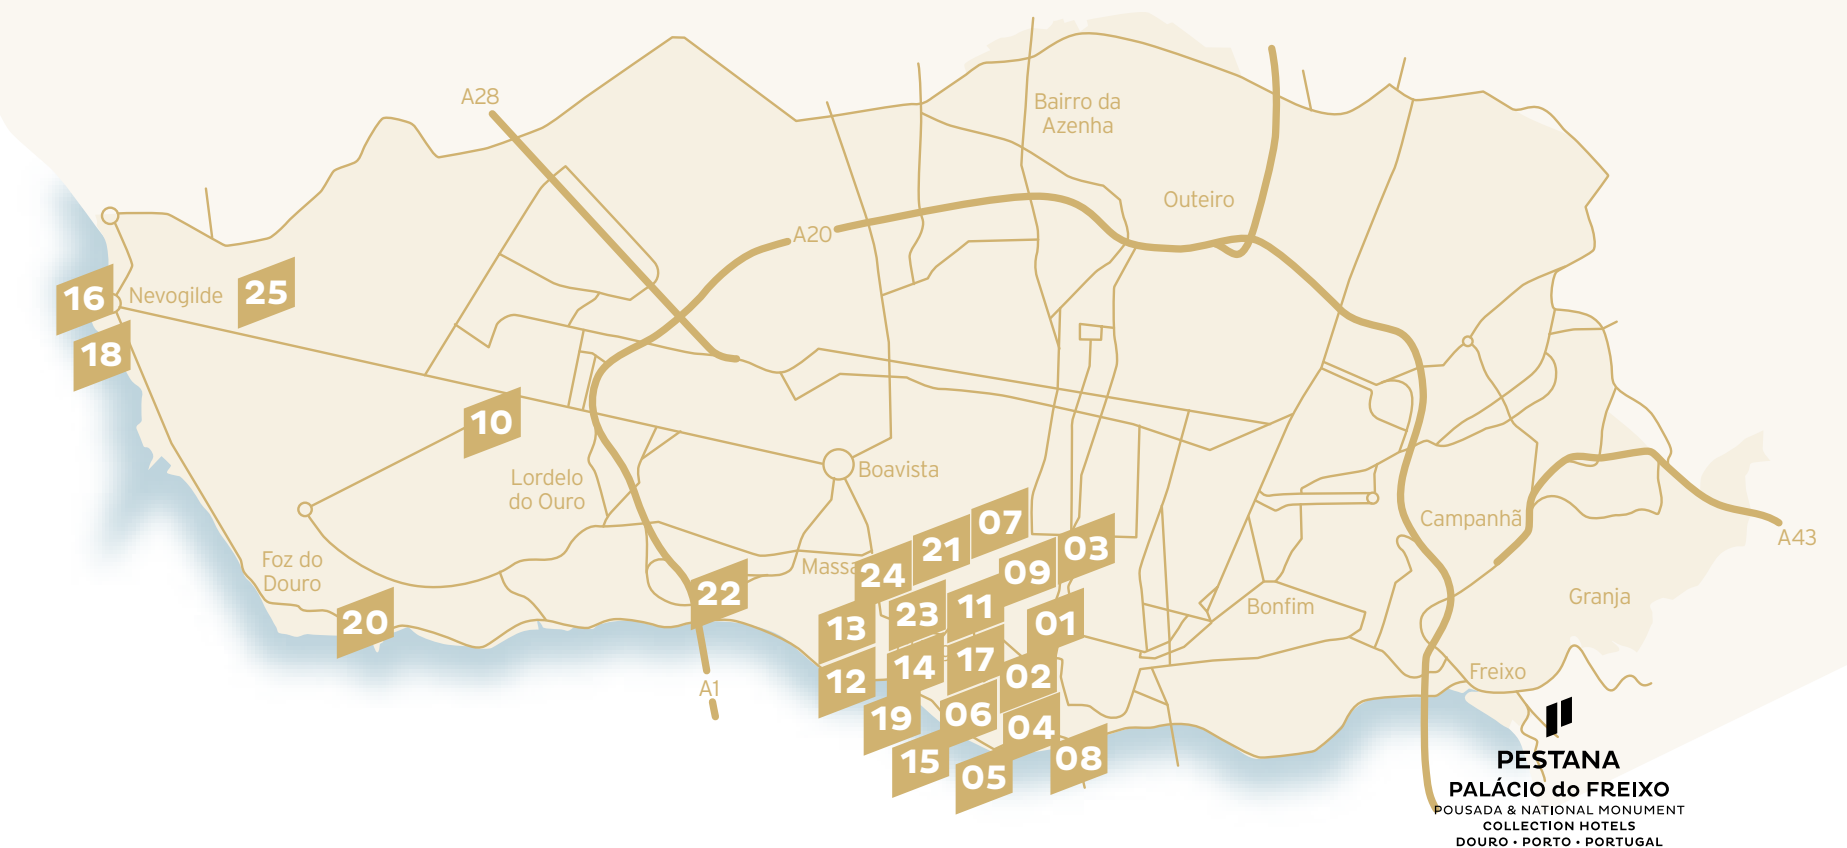 A28
Bairro da
Azenha
Outeiro
A20
16
Nevogilde
25
18
10
Lordelo
do Ouro
Boavista
07
21
03
Campanhã
A43
Foz do
Douro
Massa
24
09
22
20
13
23
11
01
Bonfim
Granja
12
14
17
02
Freixo
A1
19
06
04
15
05
08
PESTANA
PALÁCIO do FREIXO
POUSADA & NATIONAL MONUMENT
COLLECTION HOTELS
DOURO • PORTO • PORTUGAL